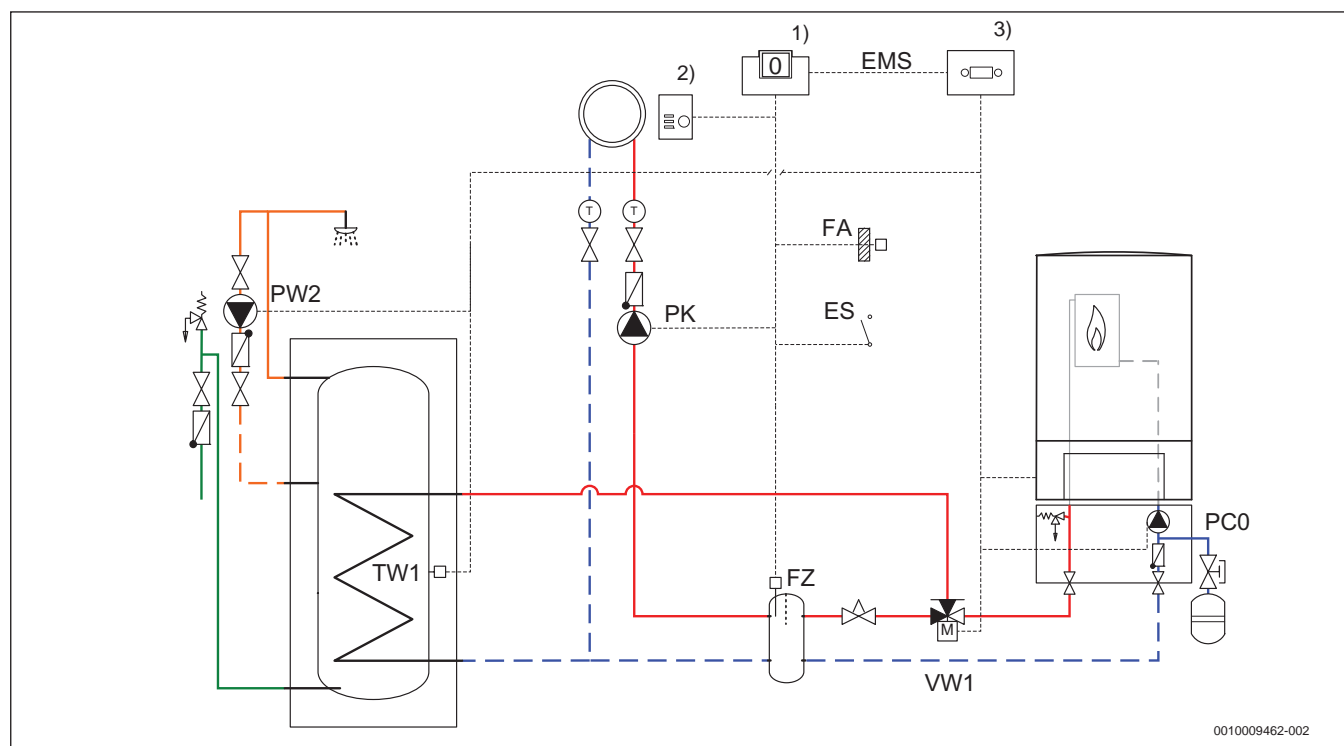 1)
3)
0
EMS
2)
T
T
FA
PW2
PK
ES
PC0
TW1
FZ
M
VW1
0010009462-002